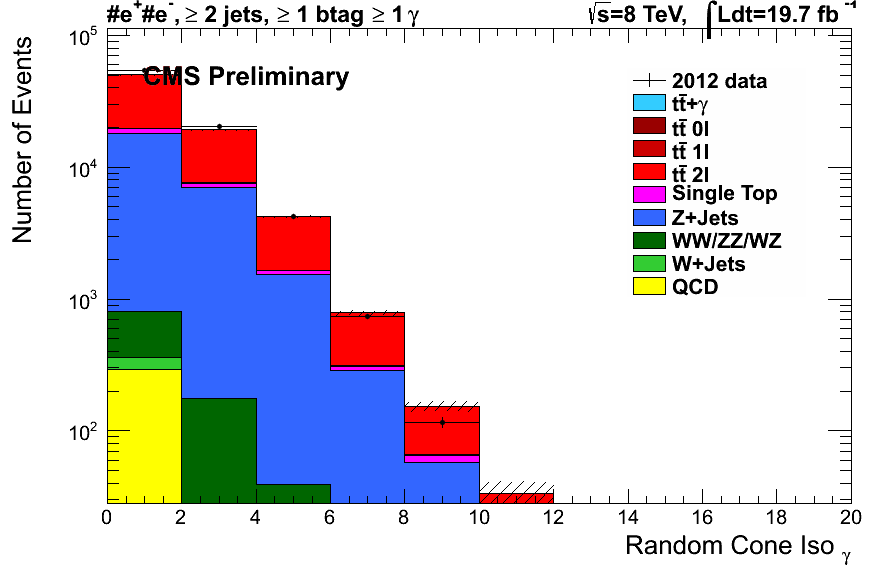 #e⁺#e⁻, ≥ 2 jets, ≥ 1 btag ≥ 1 γ
√s=8 TeV, ∫Ldt=19.7 fb⁻¹
CMS Preliminary
2012 data
tt̅+γ
tt̅ 0l
tt̅ 1l
tt̅ 2l
Single Top
Z+Jets
WW/ZZ/WZ
W+Jets
QCD
Number of Events
10⁵
10⁴
10³
10²
0 2 4 6 8 10 12 14 16 18 20
Random Cone Iso γ